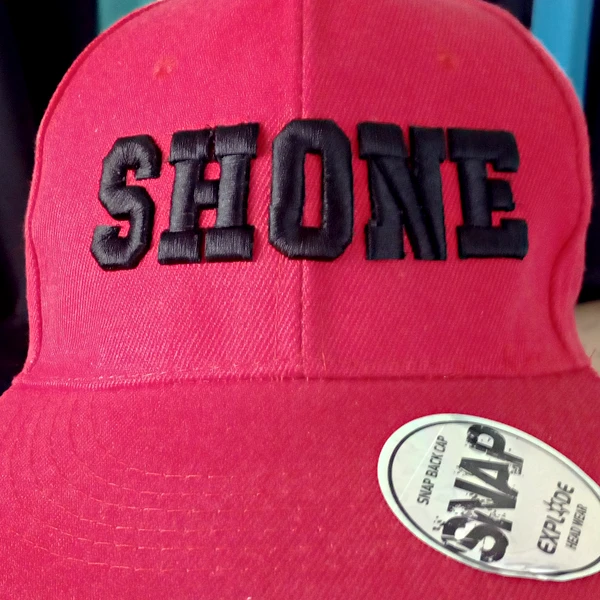 SHONE
SNAP BACK CAP
SNAP
EXPLODE
HEAD WEAR